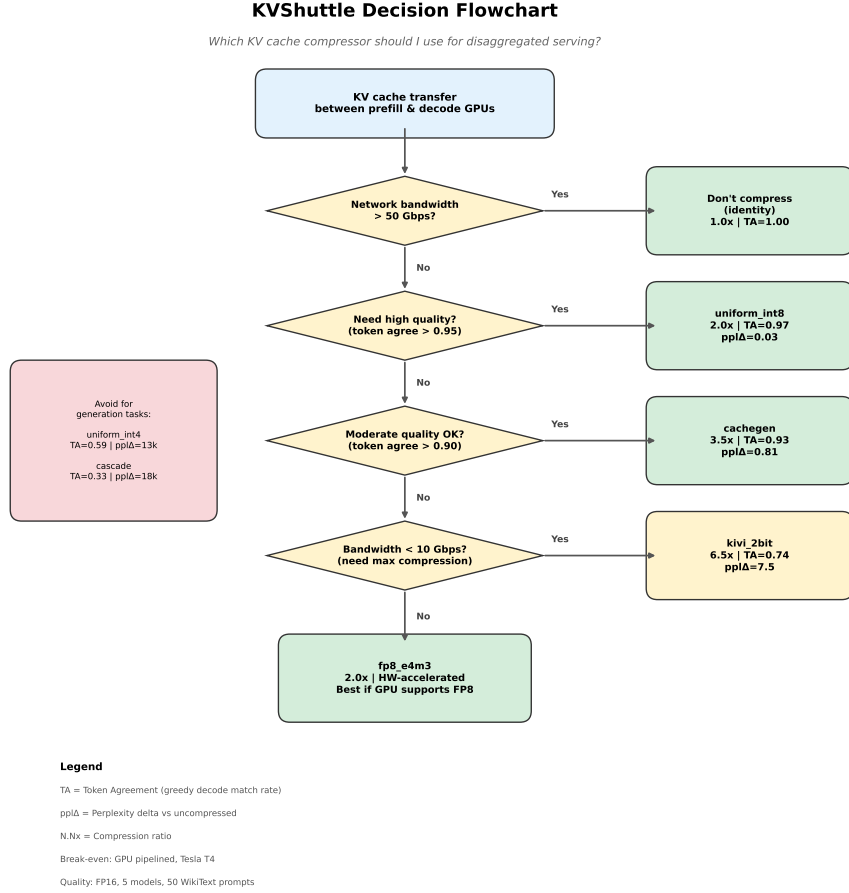 KVShuttle Decision Flowchart
Which KV cache compressor should I use for disaggregated serving?
KV cache transfer
between prefill & decode GPUs
Network bandwidth
> 50 Gbps?
Yes
Don't compress
(identity)
1.0x | TA=1.00
No
Need high quality?
(token agree > 0.95)
Yes
uniform_int8
2.0x | TA=0.97
pplΔ=0.03
No
Avoid for
generation tasks:
uniform_int4
TA=0.59 | pplΔ=13k
cascade
TA=0.33 | pplΔ=18k
Moderate quality OK?
(token agree > 0.90)
Yes
cachegen
3.5x | TA=0.93
pplΔ=0.81
No
Bandwidth < 10 Gbps?
(need max compression)
Yes
kivi_2bit
6.5x | TA=0.74
pplΔ=7.5
No
fp8_e4m3
2.0x | HW-accelerated
Best if GPU supports FP8
Legend
TA = Token Agreement (greedy decode match rate)
pplΔ = Perplexity delta vs uncompressed
N.Nx = Compression ratio
Break-even: GPU pipelined, Tesla T4
Quality: FP16, 5 models, 50 WikiText prompts